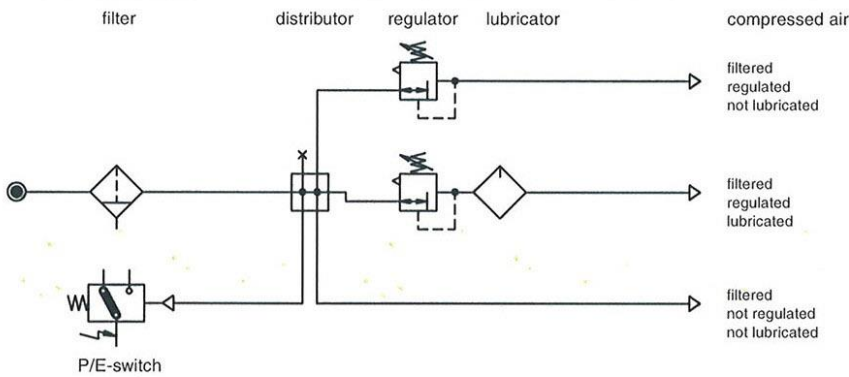 filter distributor regulator lubricator compressed air
filtered
regulated
not lubricated
filtered
regulated
lubricated
filtered
not regulated
not lubricated
P/E-switch